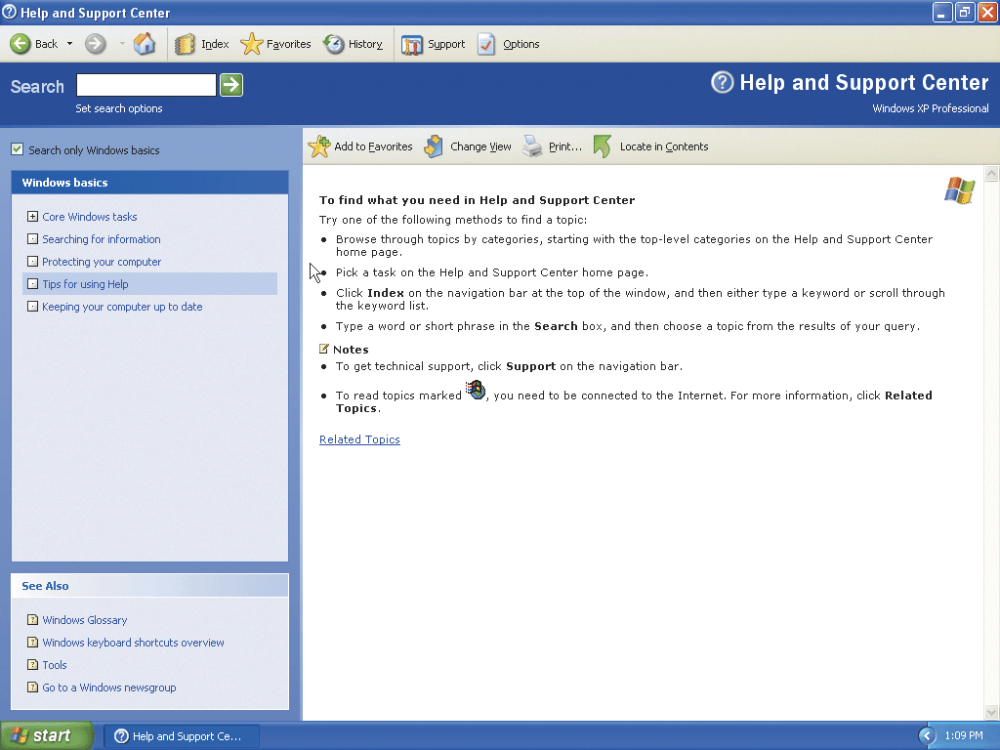 Help and Support Center
Back
Index
Favorites
History
Support
Options
Search
Set search options
Help and Support Center
Windows XP Professional
Search only Windows basics
Windows basics
Core Windows tasks
Searching for information
Protecting your computer
Tips for using Help
Keeping your computer up to date
See Also
Windows Glossary
Windows keyboard shortcuts overview
Tools
Go to a Windows newsgroup
Add to Favorites
Change View
Print...
Locate in Contents
To find what you need in Help and Support Center
Try one of the following methods to find a topic:
• Browse through topics by categories, starting with the top-level categories on the Help and Support Center
home page.
• Pick a task on the Help and Support Center home page.
• Click Index on the navigation bar at the top of the window, and then either type a keyword or scroll through
the keyword list.
• Type a word or short phrase in the Search box, and then choose a topic from the results of your query.
Notes
• To get technical support, click Support on the navigation bar.
• To read topics marked , you need to be connected to the Internet. For more information, click Related
Topics.
Related Topics
start
Help and Support Ce...
1:09 PM